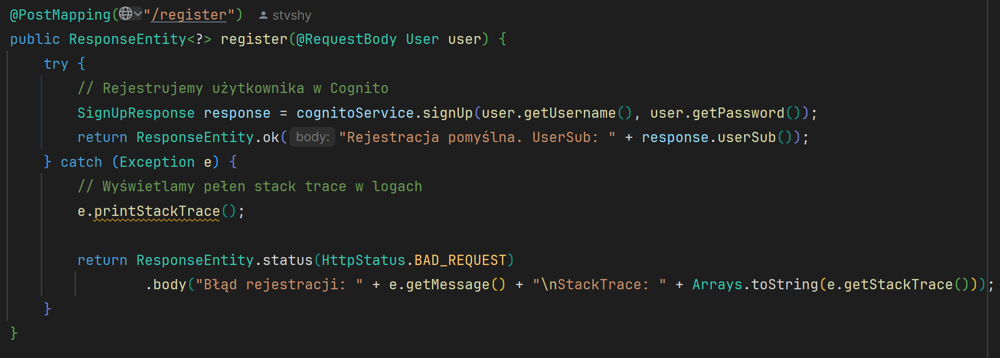 @PostMapping("/register") stvshy
public ResponseEntity<?> register(@RequestBody User user) {
try {
// Rejestrujemy użytkownika w Cognito
SignUpResponse response = cognitoService.signUp(user.getUsername(), user.getPassword());
return ResponseEntity.ok( body: "Rejestracja pomyślna. UserSub: " + response.userSub());
} catch (Exception e) {
// Wyświetlamy pełen stack trace w logach
e.printStackTrace();
return ResponseEntity.status(HttpStatus.BAD_REQUEST)
.body("Błąd rejestracji: " + e.getMessage() + "\nStackTrace: " + Arrays.toString(e.getStackTrace()));
}
}